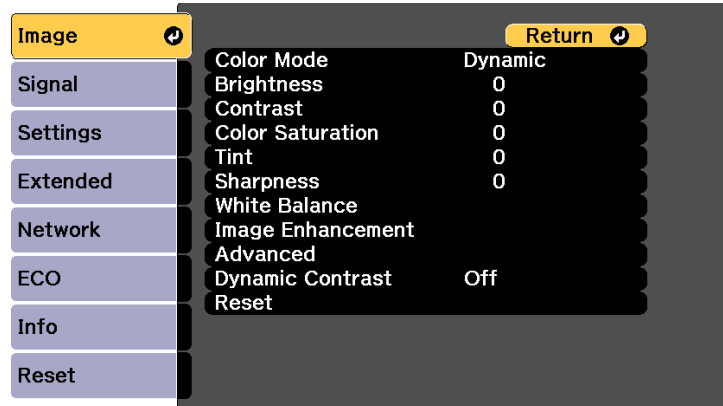 Image
Signal
Settings
Extended
Network
ECO
Info
Reset
Return
Color Mode Dynamic
Brightness 0
Contrast 0
Color Saturation 0
Tint 0
Sharpness 0
White Balance
Image Enhancement
Advanced
Dynamic Contrast Off
Reset